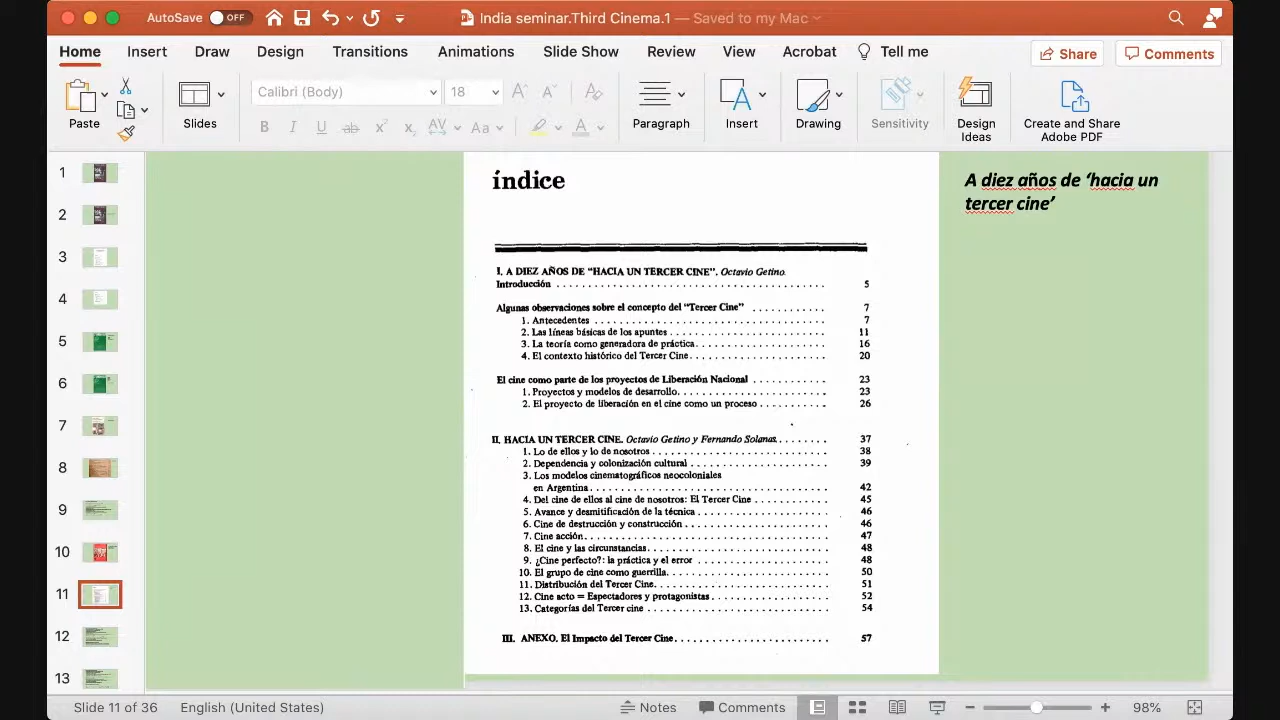 AutoSave OFF
India seminar.Third Cinema.1 — Saved to my Mac
Home Insert Draw Design Transitions Animations Slide Show Review View Acrobat Tell me
Share Comments
Paste
Slides
Calibri (Body) 18
Paragraph
Insert
Drawing
Sensitivity
Design Ideas
Create and Share Adobe PDF
1
2
3
4
5
6
7
8
9
10
11
12
13
índice
I. A DIEZ AÑOS DE "HACIA UN TERCER CINE". Octavio Getino.
Introducción . . . . . . . . . . 5
Algunas observaciones sobre el concepto del "Tercer Cine" . . . . . . . . . . 7
1. Antecedentes . . . . . . . . . . 7
2. Las líneas básicas de los apuntes . . . . . . . . . . 11
3. La teoría como generadora de práctica . . . . . . . . . . 16
4. El contexto histórico del Tercer Cine . . . . . . . . . . 20
El cine como parte de los proyectos de Liberación Nacional . . . . . . . . . . 23
1. Proyectos y modelos de desarrollo . . . . . . . . . . 23
2. El proyecto de liberación en el cine como un proceso . . . . . . . . . . 26
II. HACIA UN TERCER CINE. Octavio Getino y Fernando Solanas . . . . . . . . 37
1. Lo de ellos y lo de nosotros . . . . . . . . . . 38
2. Dependencia y colonización cultural . . . . . . . . . . 39
3. Los modelos cinematográficos neocoloniales
en Argentina . . . . . . . . . . 42
4. Del cine de ellos al cine de nosotros: El Tercer Cine . . . . . . . . . . 45
5. Avance y desmitificación de la técnica . . . . . . . . . . 46
6. Cine de destrucción y construcción . . . . . . . . . . 46
7. Cine acción . . . . . . . . . . 47
8. El cine y las circunstancias . . . . . . . . . . 48
9. ¿Cine perfecto?: la práctica y el error . . . . . . . . . . 48
10. El grupo de cine como guerrilla . . . . . . . . . . 50
11. Distribución del Tercer Cine . . . . . . . . . . 51
12. Cine acto = Espectadores y protagonistas . . . . . . . . . . 52
13. Categorías del Tercer cine . . . . . . . . . . 54
III. ANEXO. El Impacto del Tercer Cine . . . . . . . . . . 57
A diez años de 'hacia un
tercer cine'
Slide 11 of 36 English (United States) Notes Comments 98%